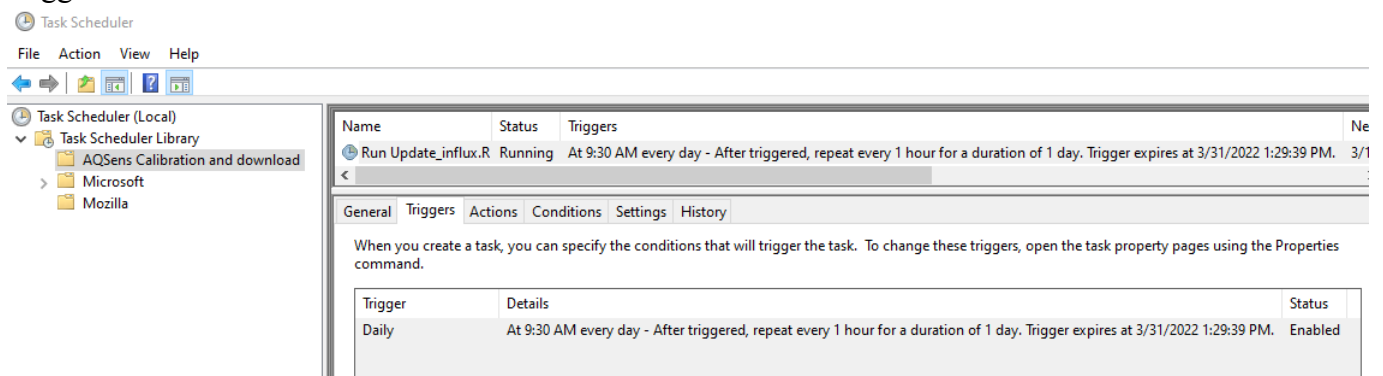 Task Scheduler
File Action View Help
Task Scheduler (Local)
Task Scheduler Library
AQSens Calibration and download
Microsoft
Mozilla
Name Status Triggers Ne
Run Update_influx.R Running At 9:30 AM every day - After triggered, repeat every 1 hour for a duration of 1 day. Trigger expires at 3/31/2022 1:29:39 PM. 3/1
General Triggers Actions Conditions Settings History
When you create a task, you can specify the conditions that will trigger the task. To change these triggers, open the task property pages using the Properties
command.
Trigger Details Status
Daily At 9:30 AM every day - After triggered, repeat every 1 hour for a duration of 1 day. Trigger expires at 3/31/2022 1:29:39 PM. Enabled